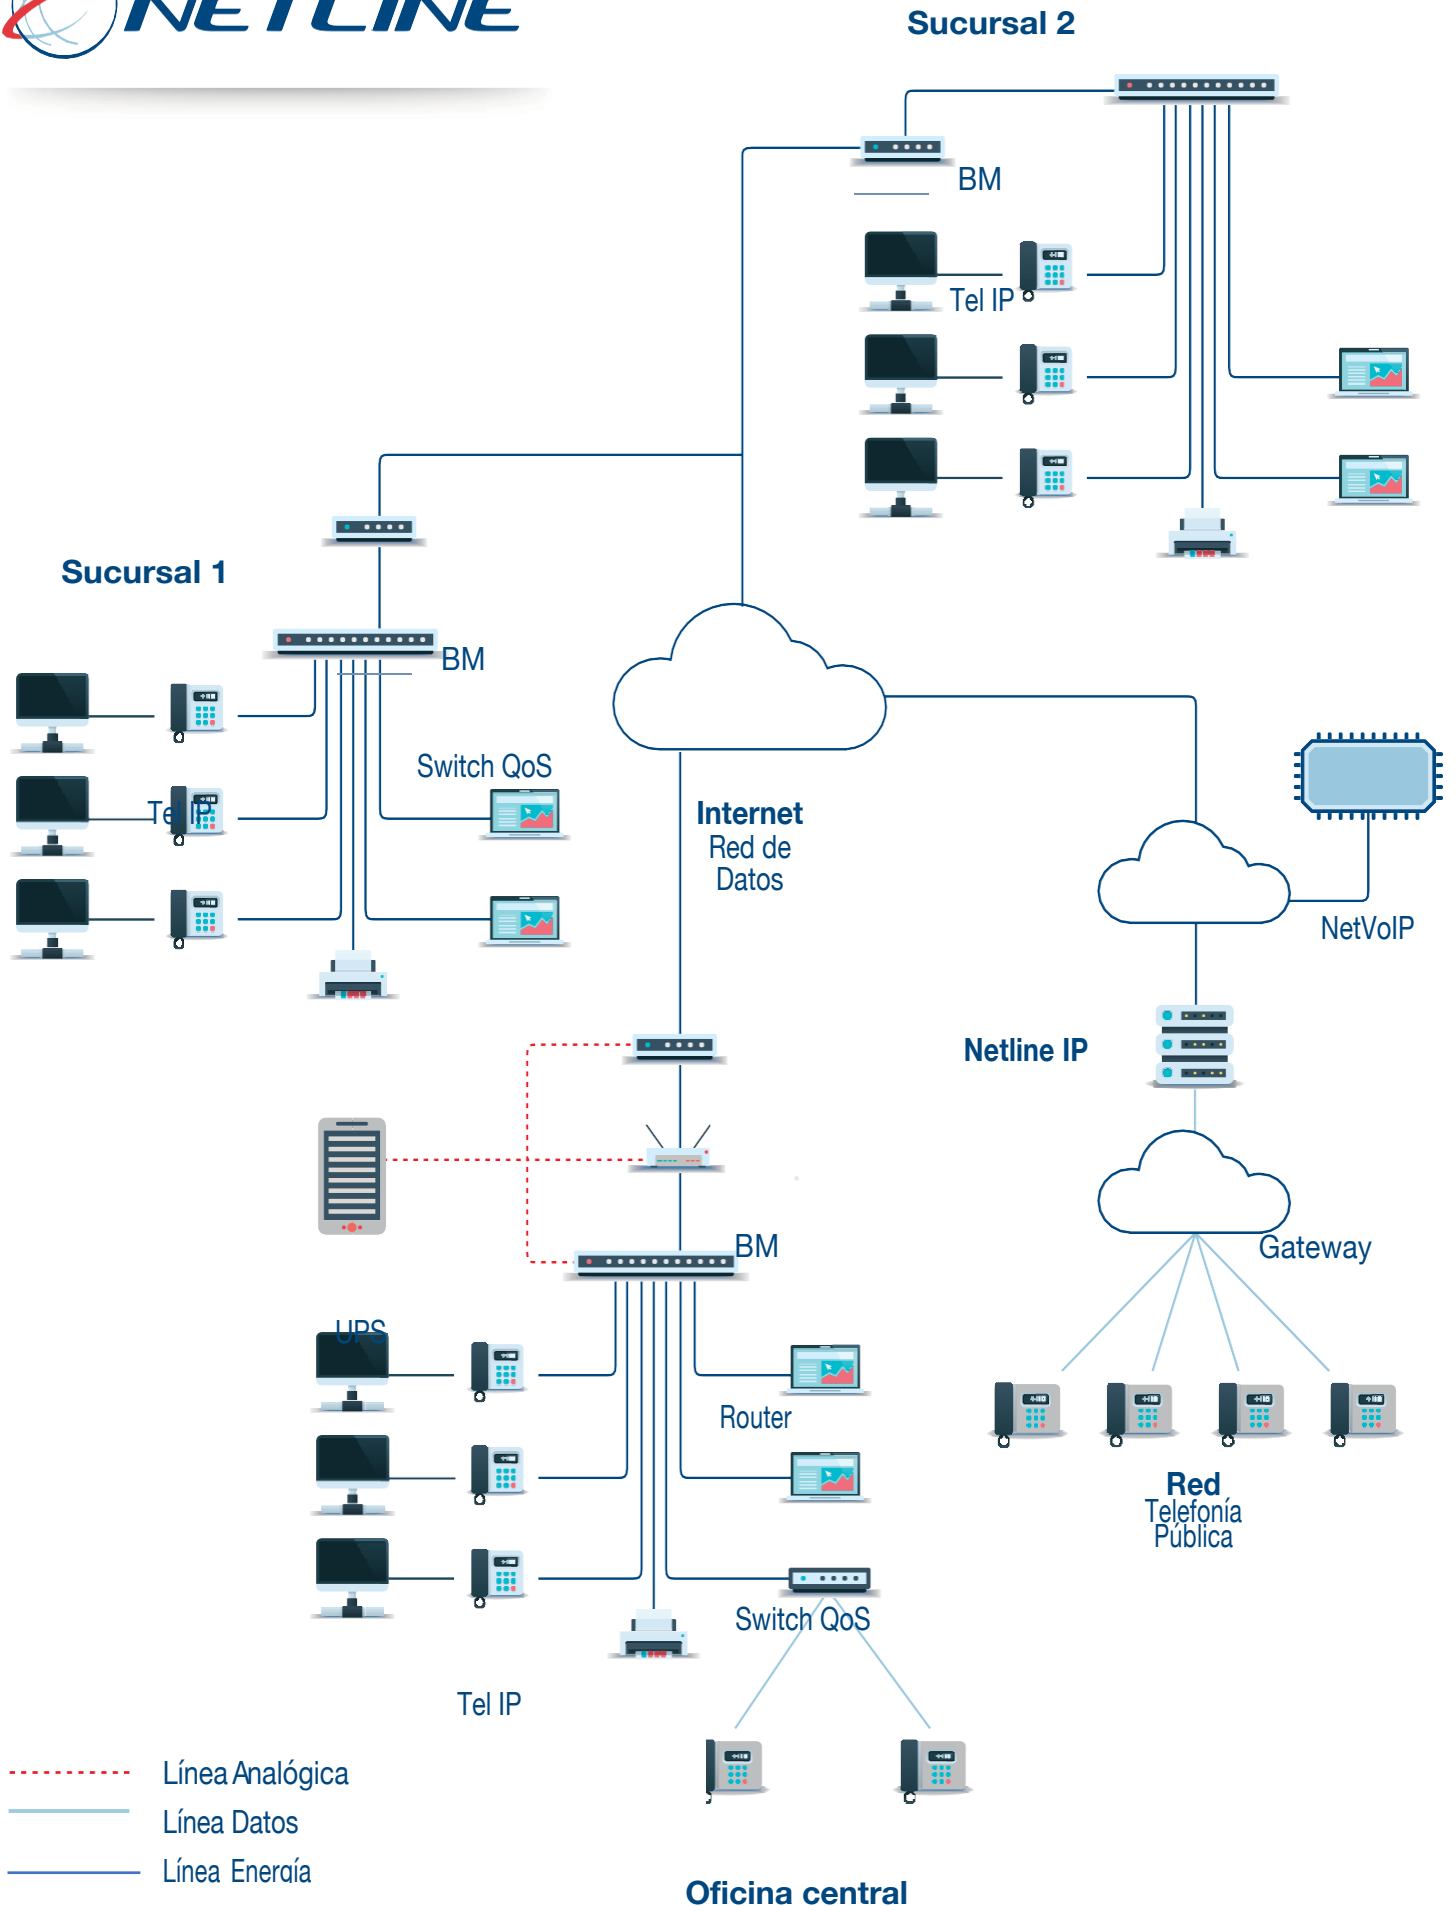 NETLINE
Sucursal 2
BM
Tel IP
Sucursal 1
BM
Switch QoS
Tel IP
Internet
Red de
Datos
NetVoIP
Netline IP
BM
Gateway
UPS
Router
Red
Telefonía
Pública
Switch QoS
Tel IP
Línea Analógica
Línea Datos
Línea Energía
Oficina central